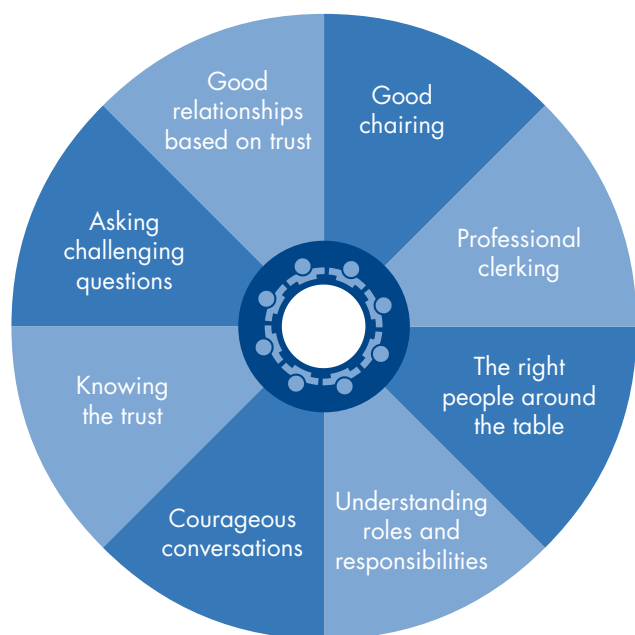 Good
relationships
based on trust
Good
chairing
Professional
clerking
The right
people around
the table
Understanding
roles and
responsibilities
Courageous
conversations
Knowing
the trust
Asking
challenging
questions